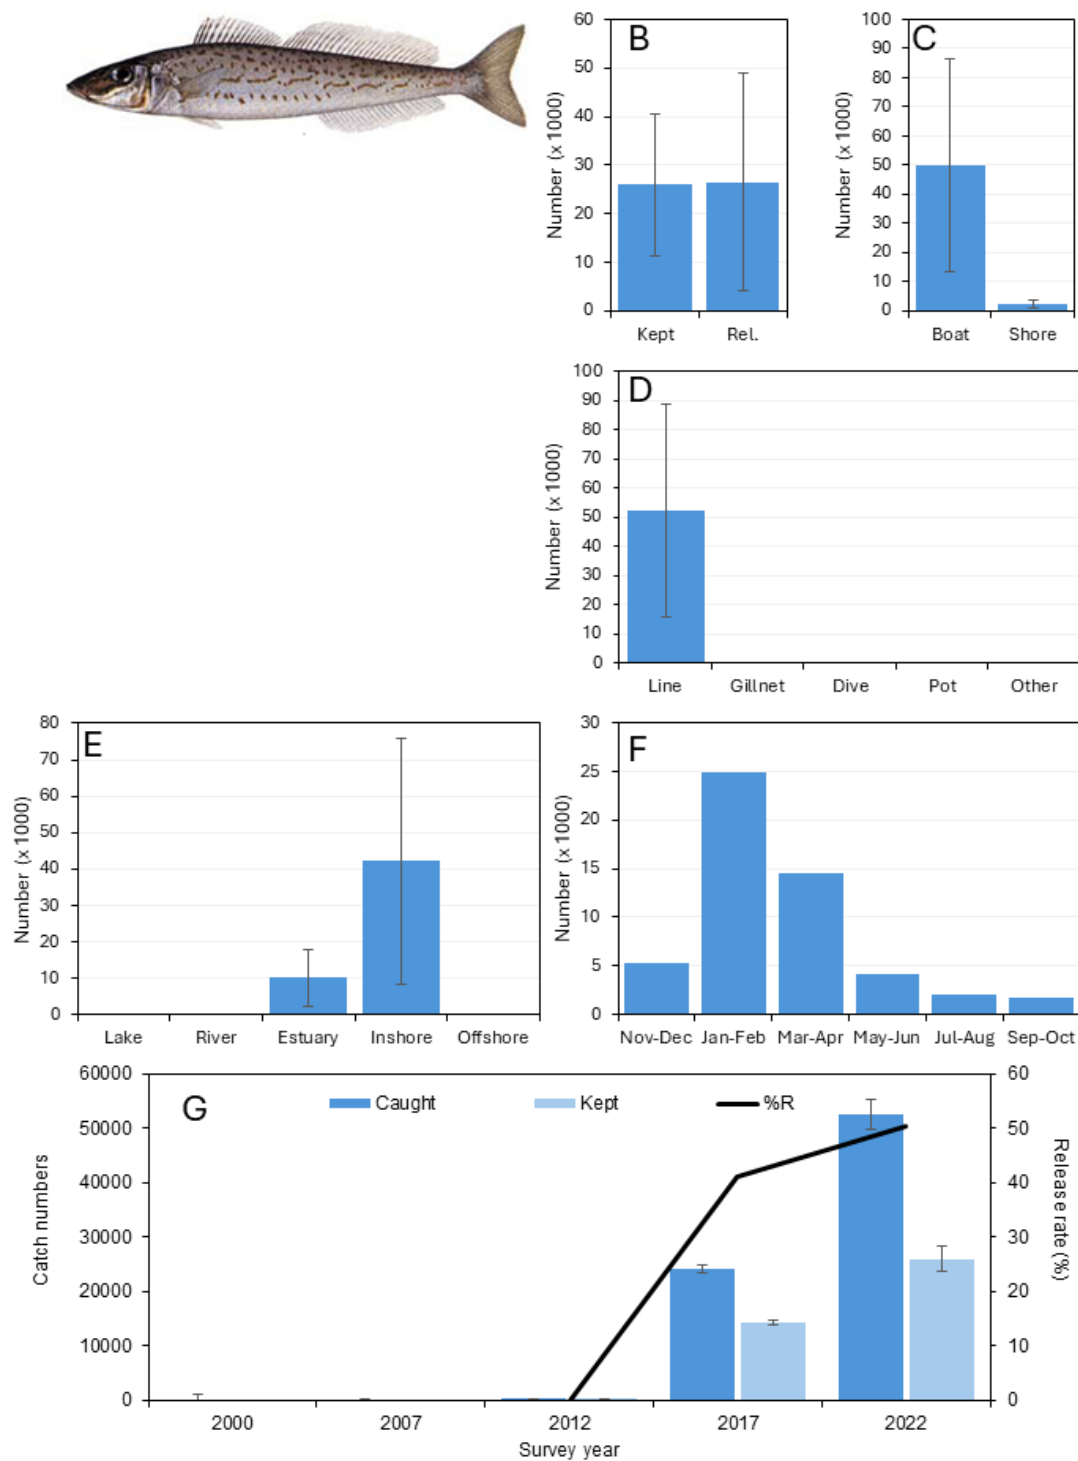 B
60
50
40
30
20
10
0
Number (x 1000)
Kept Rel.
C
100
90
80
70
60
50
40
30
20
10
0
Number (x 1000)
Boat Shore
D
100
90
80
70
60
50
40
30
20
10
0
Number (x 1000)
Line Gillnet Dive Pot Other
E
80
70
60
50
40
30
20
10
0
Number (x 1000)
Lake River Estuary Inshore Offshore
F
30
25
20
15
10
5
0
Number (x 1000)
Nov-Dec Jan-Feb Mar-Apr May-Jun Jul-Aug Sep-Oct
G
Caught Kept %R
60000
50000
40000
30000
20000
10000
0
Catch numbers
60
50
40
30
20
10
0
Release rate (%)
2000 2007 2012 2017 2022
Survey year